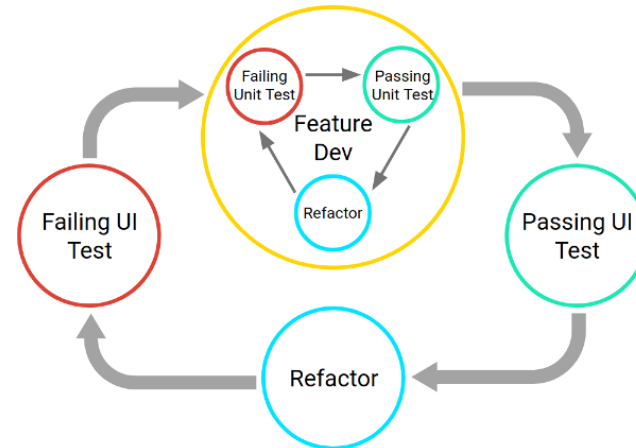 Failing
Unit Test
Passing
Unit Test
Feature
Dev
Refactor
Failing UI
Test
Passing UI
Test
Refactor